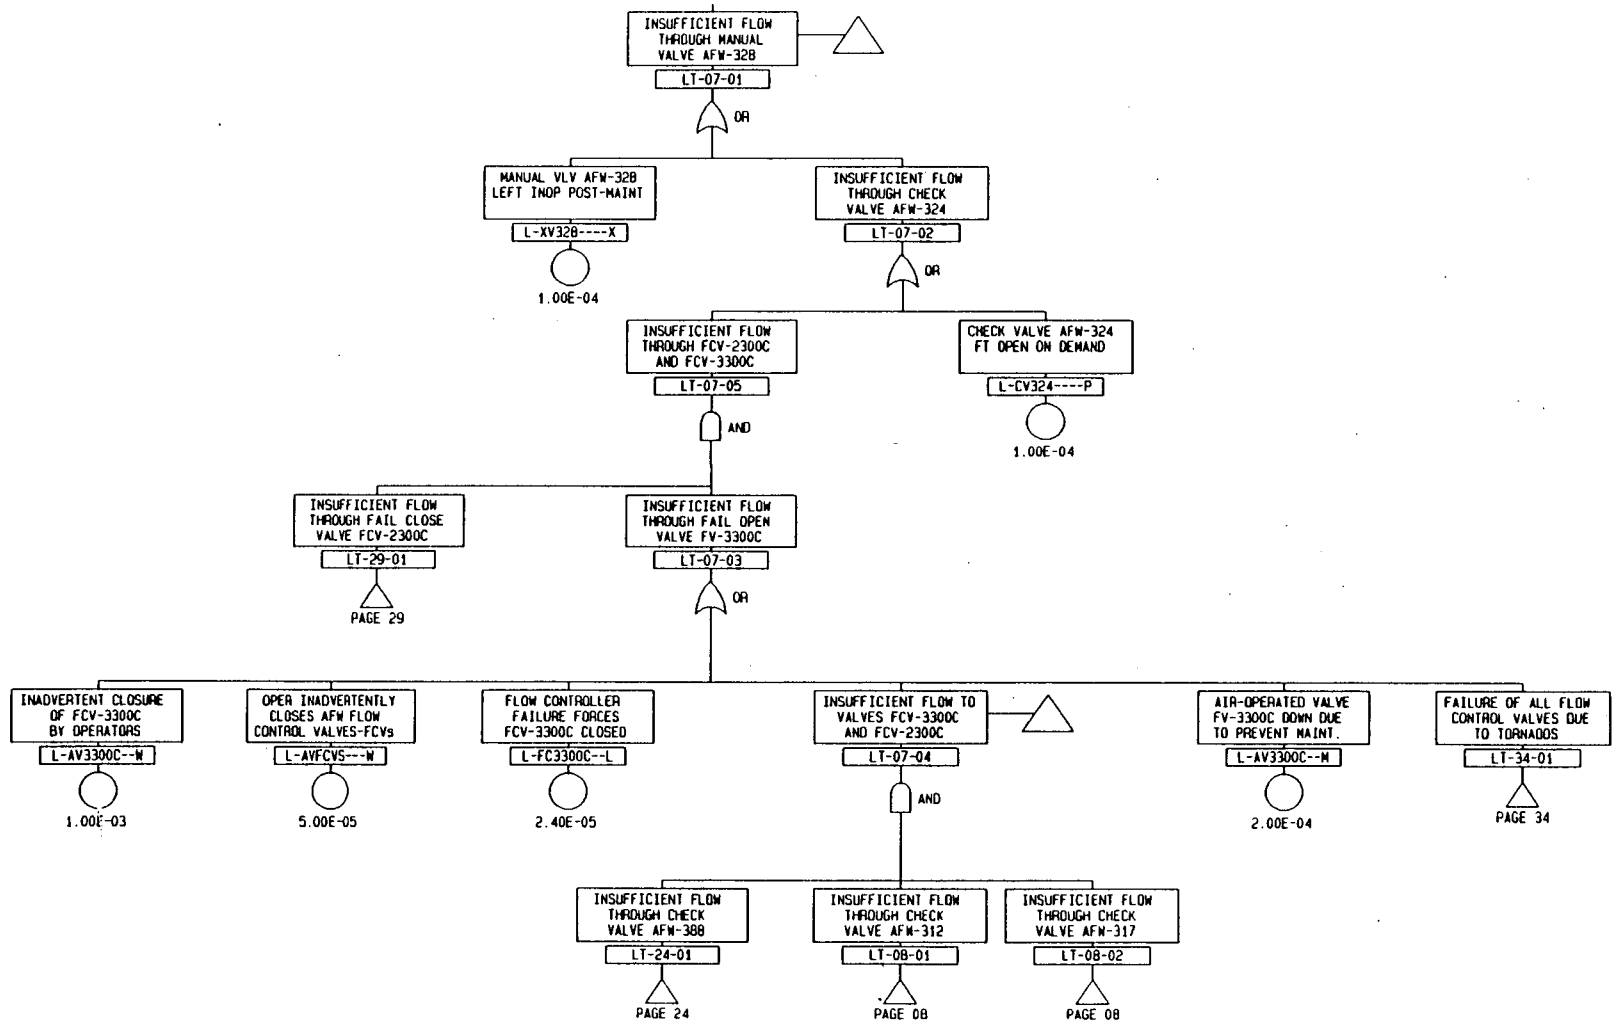 INSUFFICIENT FLOW
THROUGH MANUAL
VALVE AFW-328
LT-07-01
OR
MANUAL VLV AFW-328
LEFT INOP POST-MAINT
L-XV328----X
1.00E-04
INSUFFICIENT FLOW
THROUGH CHECK
VALVE AFW-324
LT-07-02
OR
INSUFFICIENT FLOW
THROUGH FCV-2300C
AND FCV-3300C
LT-07-05
AND
CHECK VALVE AFW-324
FT OPEN ON DEMAND
L-CV324----P
1.00E-04
INSUFFICIENT FLOW
THROUGH FAIL CLOSE
VALVE FCV-2300C
LT-29-01
PAGE 29
INSUFFICIENT FLOW
THROUGH FAIL OPEN
VALVE FV-3300C
LT-07-03
OR
INADVERTENT CLOSURE
OF FCV-3300C
BY OPERATORS
L-AV3300C--W
1.00E-03
OPER INADVERTENTLY
CLOSES AFW FLOW
CONTROL VALVES-FCVs
L-AVFCVS---W
5.00E-05
FLOW CONTROLLER
FAILURE FORCES
FCV-3300C CLOSED
L-FC3300C--L
2.40E-05
INSUFFICIENT FLOW TO
VALVES FCV-3300C
AND FCV-2300C
LT-07-04
AND
AIR-OPERATED VALVE
FV-3300C DOWN DUE
TO PREVENT MAINT.
L-AV3300C--M
2.00E-04
FAILURE OF ALL FLOW
CONTROL VALVES DUE
TO TORNADOS
LT-34-01
PAGE 34
INSUFFICIENT FLOW
THROUGH CHECK
VALVE AFW-388
LT-24-01
PAGE 24
INSUFFICIENT FLOW
THROUGH CHECK
VALVE AFW-312
LT-08-01
PAGE 08
INSUFFICIENT FLOW
THROUGH CHECK
VALVE AFW-317
LT-08-02
PAGE 08